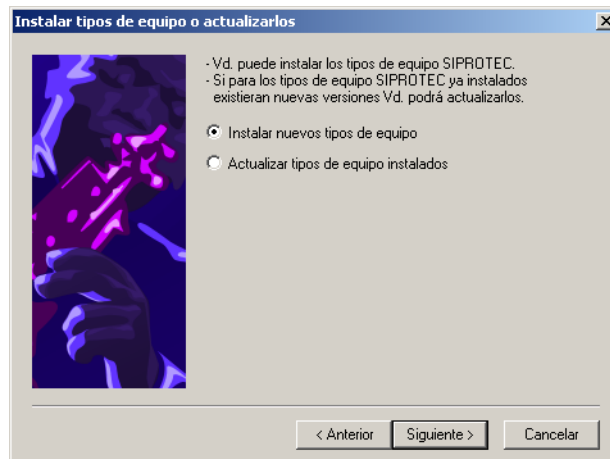 Instalar tipos de equipo o actualizarlos
- Vd. puede instalar los tipos de equipo SIPROTEC.
- Si para los tipos de equipo SIPROTEC ya instalados
existieran nuevas versiones Vd. podrá actualizarlos.
Instalar nuevos tipos de equipo
Actualizar tipos de equipo instalados
< Anterior Siguiente > Cancelar